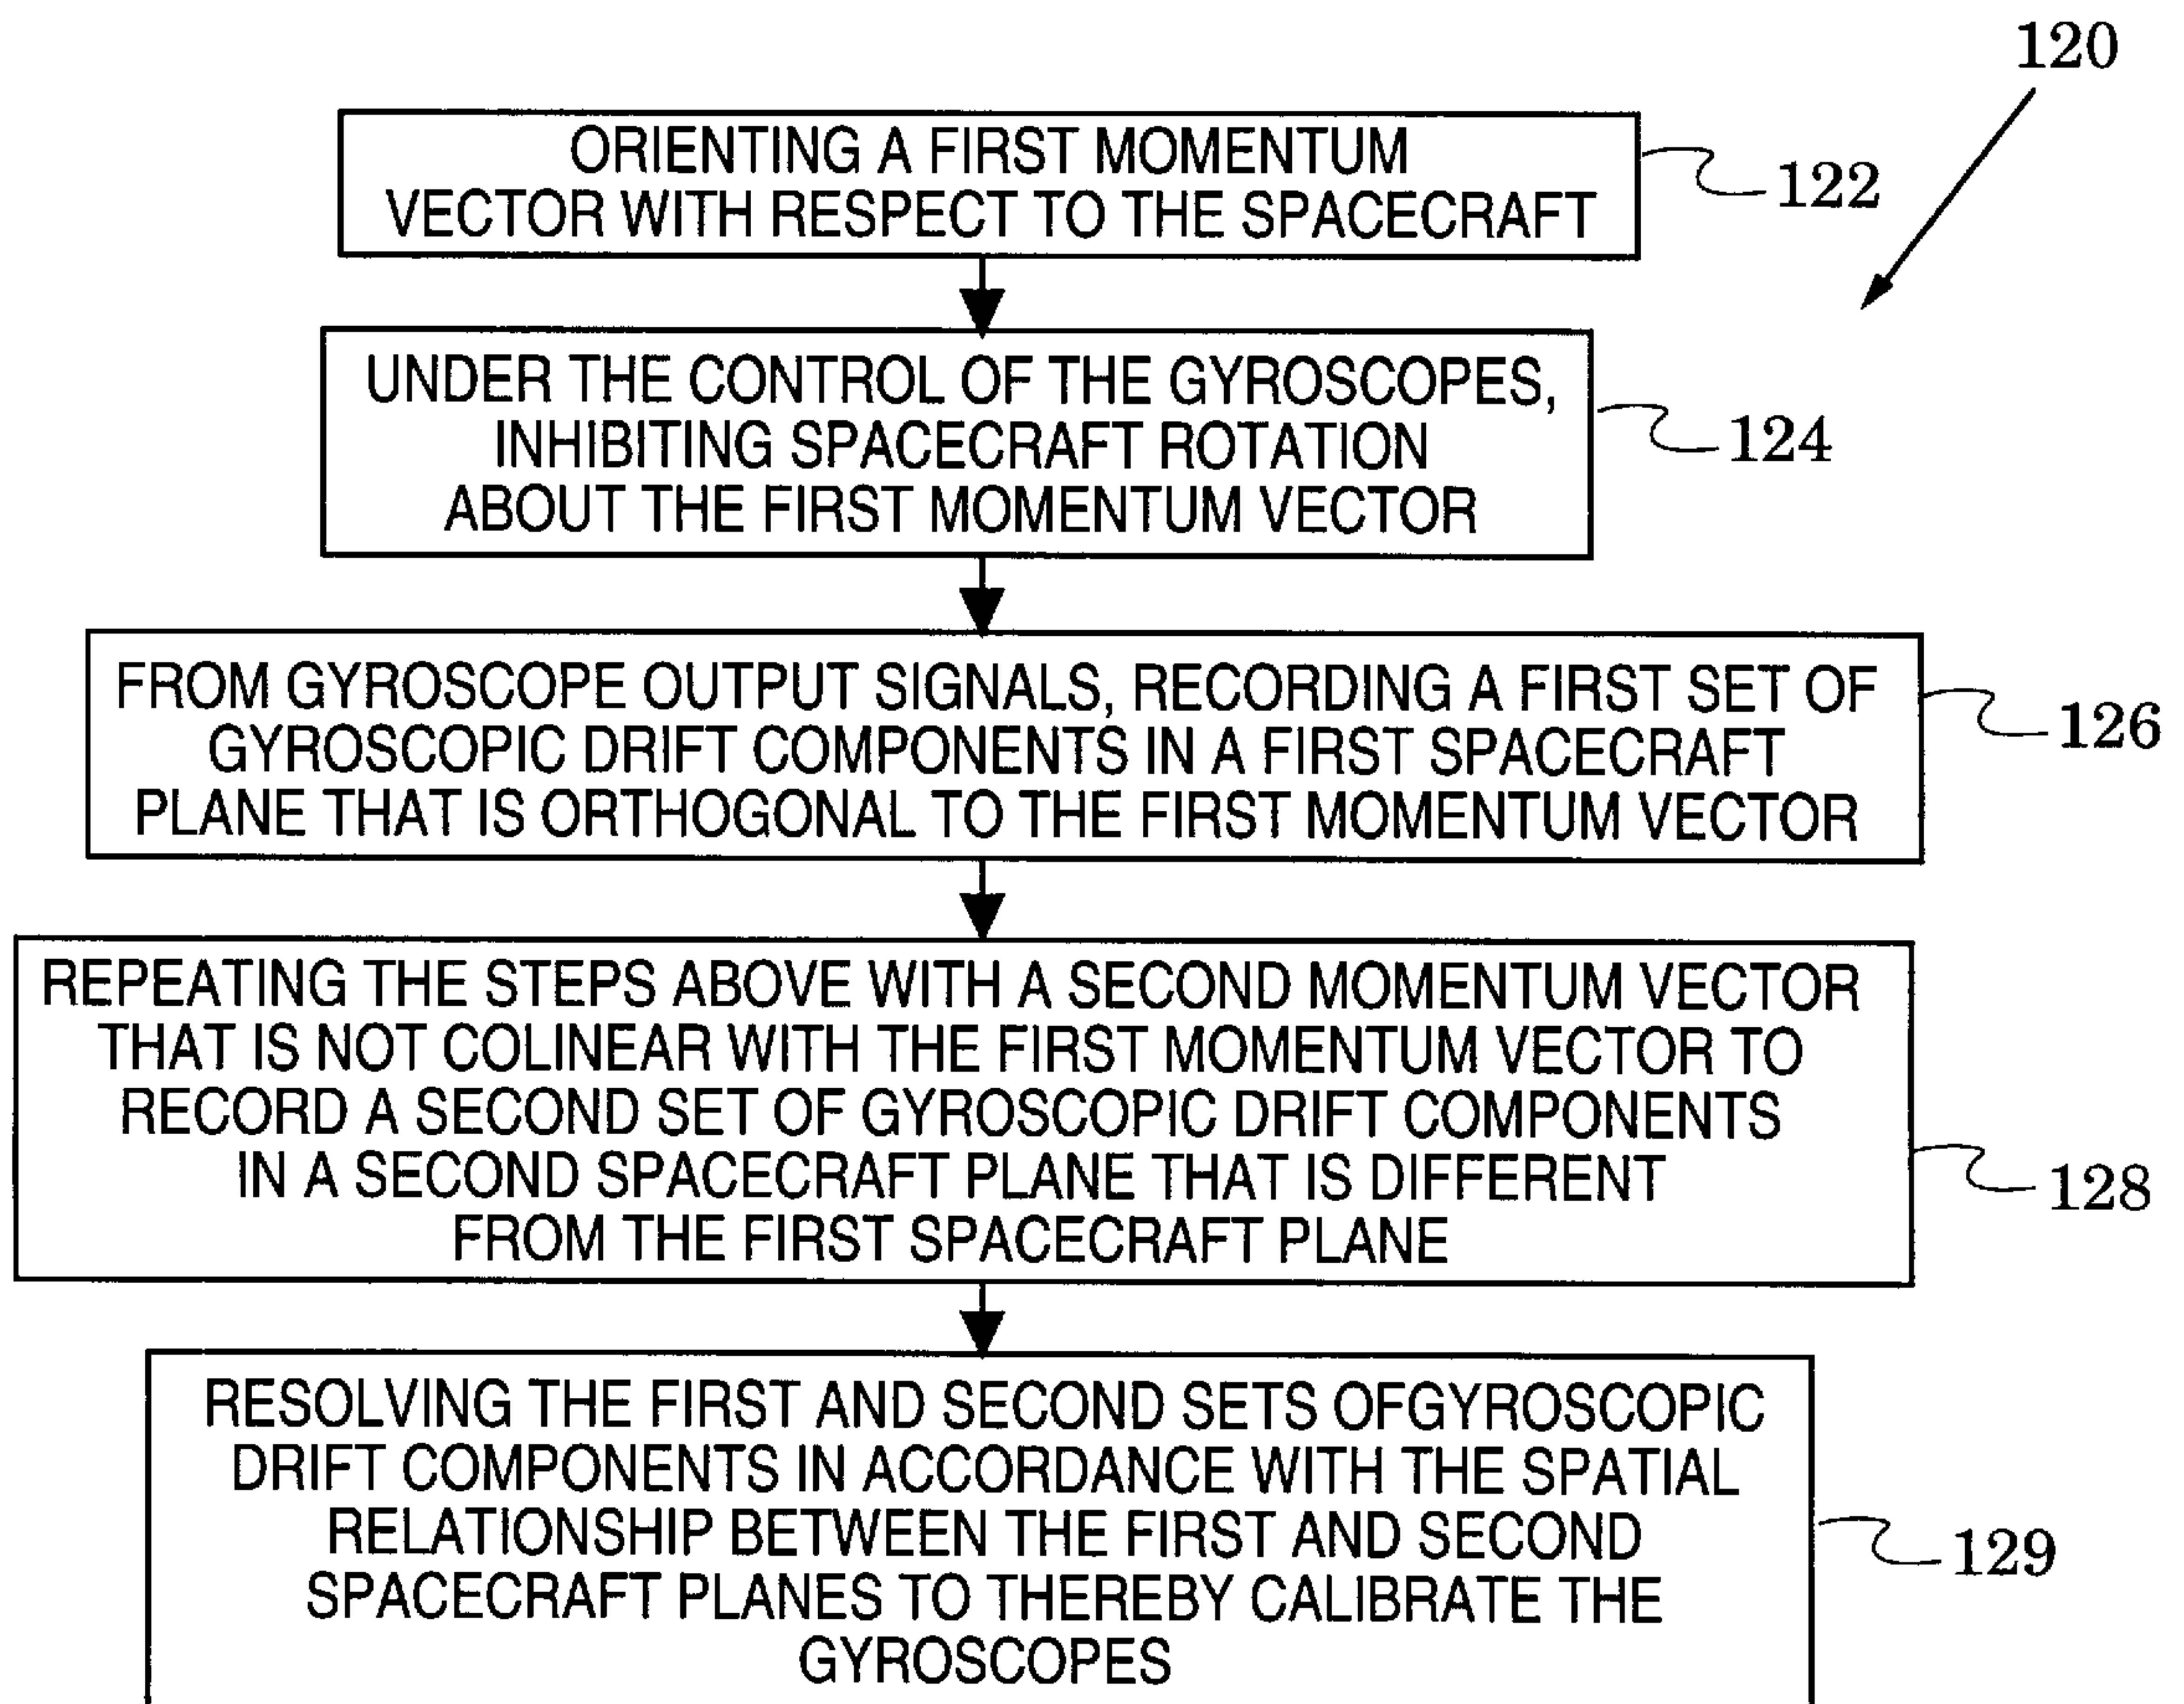 120
ORIENTING A FIRST MOMENTUM
VECTOR WITH RESPECT TO THE SPACECRAFT
122
UNDER THE CONTROL OF THE GYROSCOPES,
INHIBITING SPACECRAFT ROTATION
ABOUT THE FIRST MOMENTUM VECTOR
124
FROM GYROSCOPE OUTPUT SIGNALS, RECORDING A FIRST SET OF
GYROSCOPIC DRIFT COMPONENTS IN A FIRST SPACECRAFT
PLANE THAT IS ORTHOGONAL TO THE FIRST MOMENTUM VECTOR
126
REPEATING THE STEPS ABOVE WITH A SECOND MOMENTUM VECTOR
THAT IS NOT COLINEAR WITH THE FIRST MOMENTUM VECTOR TO
RECORD A SECOND SET OF GYROSCOPIC DRIFT COMPONENTS
IN A SECOND SPACECRAFT PLANE THAT IS DIFFERENT
FROM THE FIRST SPACECRAFT PLANE
128
RESOLVING THE FIRST AND SECOND SETS OFGYROSCOPIC
DRIFT COMPONENTS IN ACCORDANCE WITH THE SPATIAL
RELATIONSHIP BETWEEN THE FIRST AND SECOND
SPACECRAFT PLANES TO THEREBY CALIBRATE THE
GYROSCOPES
129